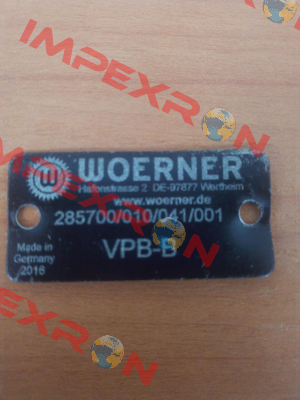 IMPEXRON
WOERNER
Hafenstrasse 2 DE-97877 Wertheim
www.woerner.de
285700/010/041/001
Made in
Germany
2016
VPB-B
IMPEXRON